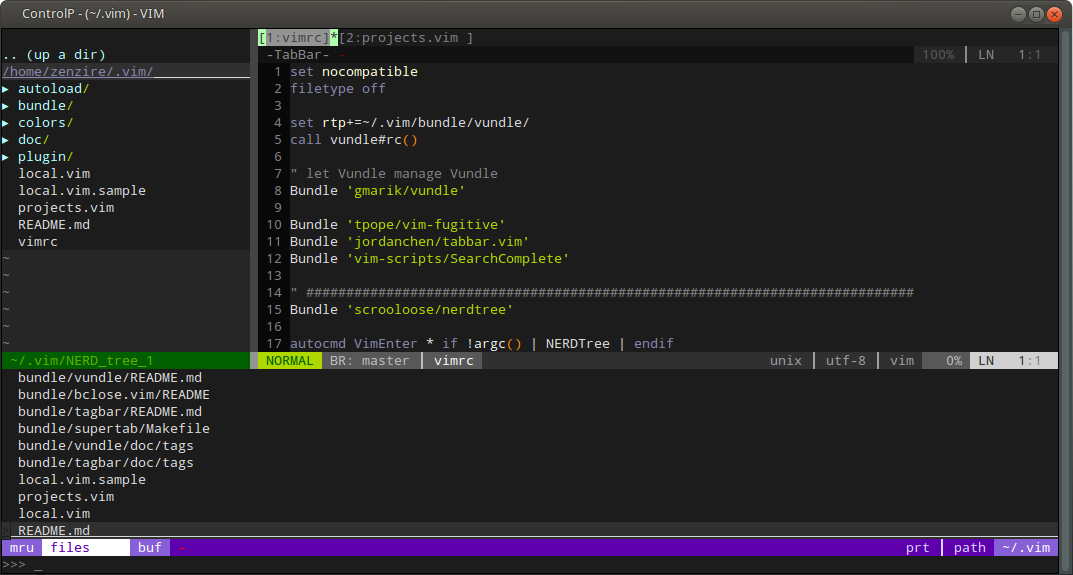 ControlP - (~/.vim) - VIM
.. (up a dir)
/home/zenzire/.vim/
▸ autoload/
▸ bundle/
▸ colors/
▸ doc/
▸ plugin/
local.vim
local.vim.sample
projects.vim
README.md
vimrc
~
~
~
~
~
~
~/.vim/NERD_tree_1
[1:vimrc]*[2:projects.vim ]
-TabBar- 100% | LN 1:1
1 set nocompatible
2 filetype off
3
4 set rtp+=~/.vim/bundle/vundle/
5 call vundle#rc()
6
7 " let Vundle manage Vundle
8 Bundle 'gmarik/vundle'
9
10 Bundle 'tpope/vim-fugitive'
11 Bundle 'jordanchen/tabbar.vim'
12 Bundle 'vim-scripts/SearchComplete'
13
14 " ############################################################################
15 Bundle 'scrooloose/nerdtree'
16
17 autocmd VimEnter * if !argc() | NERDTree | endif
NORMAL BR: master | vimrc unix | utf-8 | vim 0% LN 1:1
bundle/vundle/README.md
bundle/bclose.vim/README
bundle/tagbar/README.md
bundle/supertab/Makefile
bundle/vundle/doc/tags
bundle/tagbar/doc/tags
local.vim.sample
projects.vim
local.vim
> README.md
mru files buf - prt | path ~/.vim
>>> _